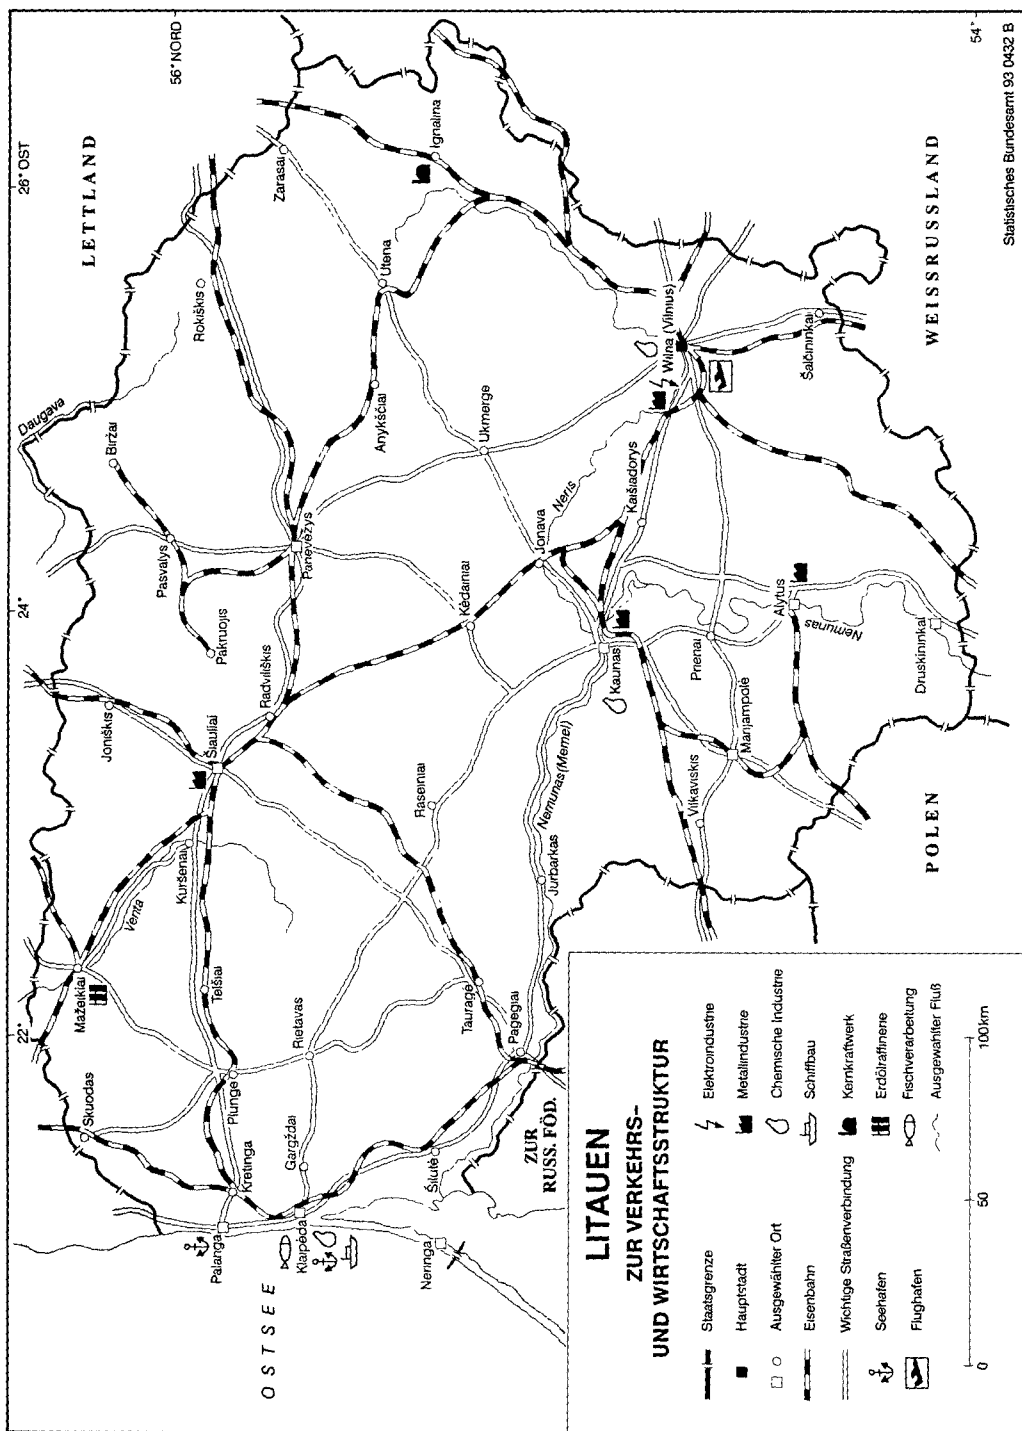 LETTLAND
26° OST
56° NORD
24°
22°
54°
Daugava
Skuodas
Mažeikiai
Venta
Joniškis
Pasvalys
Biržai
Rokiškis
Zarasai
Palanga
Kretinga
Plunge
Telšiai
Kuršenai
Šiauliai
Pakruojis
Radviliškis
Panevėžys
OSTSEE
Klaipėda
Gargždai
Rietavas
Anykščiai
Utena
Ignalina
Neringa
Šilutė
Raseiniai
Kėdainiai
Ukmerge
Tauragė
Pagegiai
Jurbarkas
Nemunas (Memel)
Jonava
Neris
ZUR
RUSS. FÖD.
Kaunas
Kaišiadorys
Wilna (Vilnius)
Vilkaviskis
Prienai
Marijampole
Alytus
Nemunas
Šalčininkai
Druskininkai
POLEN
WEISSRUSSLAND
LITAUEN
ZUR VERKEHRS-
UND WIRTSCHAFTSSTRUKTUR
Staatsgrenze
Hauptstadt
Ausgewählter Ort
Eisenbahn
Wichtige Straßenverbindung
Seehafen
Flughafen
Elektroindustrie
Metallindustrie
Chemische Industrie
Schiffbau
Kernkraftwerk
Erdölraffinerie
Fischverarbeitung
Ausgewählter Fluß
0 50 100km
Statistisches Bundesamt 93 0432 B